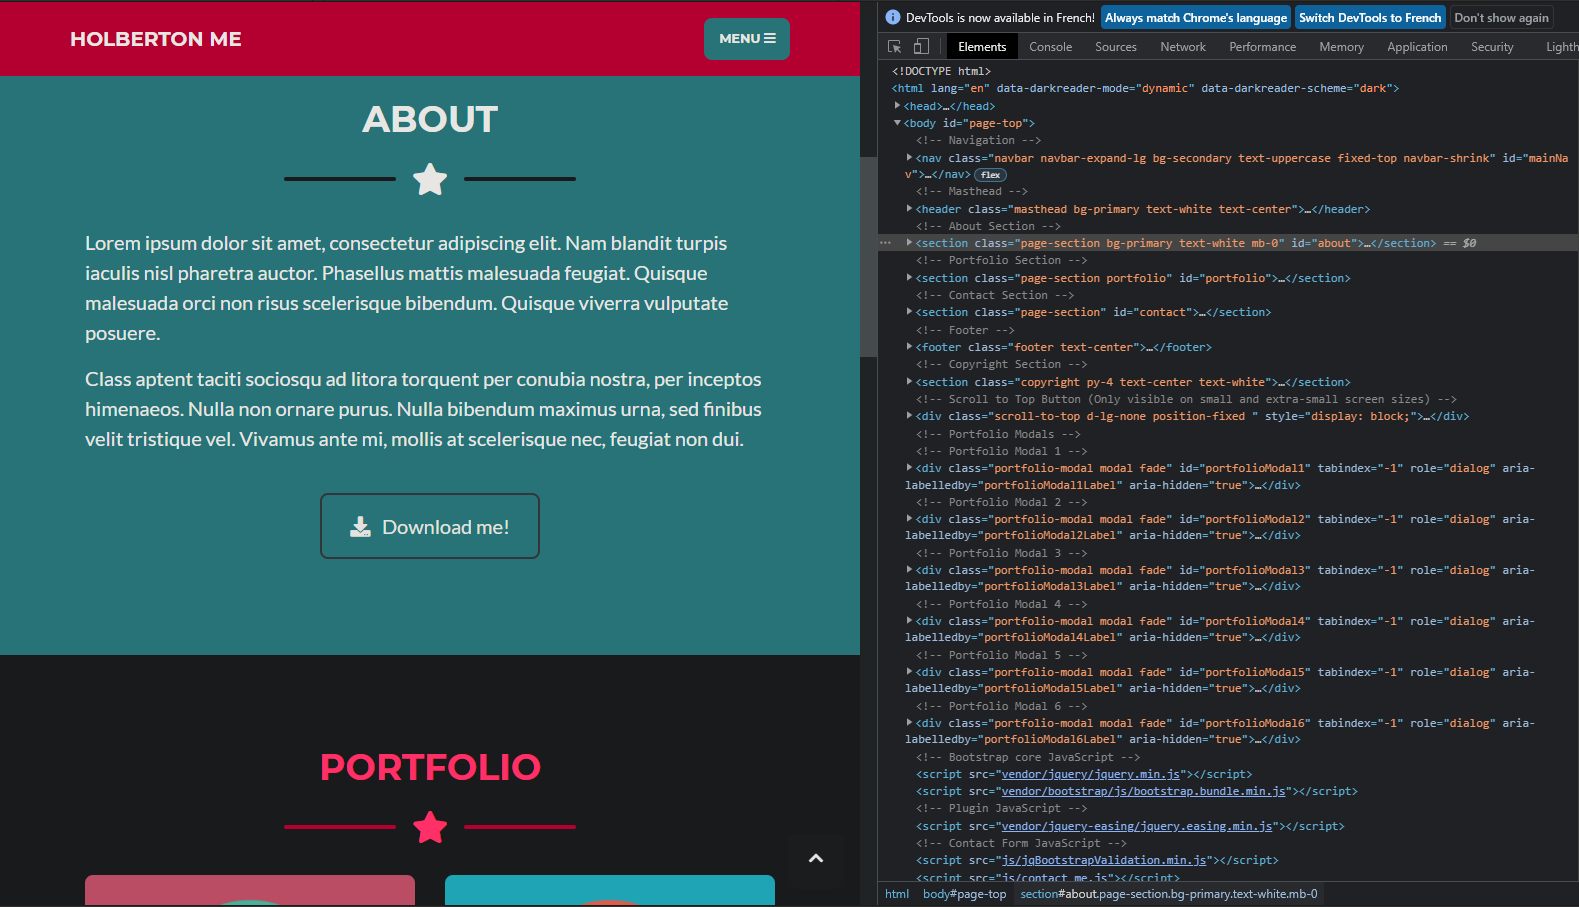 HOLBERTON ME
MENU
ABOUT
Lorem ipsum dolor sit amet, consectetur adipiscing elit. Nam blandit turpis
iaculis nisl pharetra auctor. Phasellus mattis malesuada feugiat. Quisque
malesuada orci non risus scelerisque bibendum. Quisque viverra vulputate
posuere.
Class aptent taciti sociosqu ad litora torquent per conubia nostra, per inceptos
himenaeos. Nulla non ornare purus. Nulla bibendum maximus urna, sed finibus
velit tristique vel. Vivamus ante mi, mollis at scelerisque nec, feugiat non dui.
Download me!
PORTFOLIO
DevTools is now available in French! Always match Chrome's language Switch DevTools to French Don't show again
Elements Console Sources Network Performance Memory Application Security Lighth
<!DOCTYPE html>
<html lang="en" data-darkreader-mode="dynamic" data-darkreader-scheme="dark">
<head>…</head>
<body id="page-top">
<!-- Navigation -->
<nav class="navbar navbar-expand-lg bg-secondary text-uppercase fixed-top navbar-shrink" id="mainNa
v">…</nav> flex
<!-- Masthead -->
<header class="masthead bg-primary text-white text-center">…</header>
<!-- About Section -->
<section class="page-section bg-primary text-white mb-0" id="about">…</section> == $0
<!-- Portfolio Section -->
<section class="page-section portfolio" id="portfolio">…</section>
<!-- Contact Section -->
<section class="page-section" id="contact">…</section>
<!-- Footer -->
<footer class="footer text-center">…</footer>
<!-- Copyright Section -->
<section class="copyright py-4 text-center text-white">…</section>
<!-- Scroll to Top Button (Only visible on small and extra-small screen sizes) -->
<div class="scroll-to-top d-lg-none position-fixed " style="display: block;">…</div>
<!-- Portfolio Modals -->
<!-- Portfolio Modal 1 -->
<div class="portfolio-modal modal fade" id="portfolioModal1" tabindex="-1" role="dialog" aria-
labelledby="portfolioModal1Label" aria-hidden="true">…</div>
<!-- Portfolio Modal 2 -->
<div class="portfolio-modal modal fade" id="portfolioModal2" tabindex="-1" role="dialog" aria-
labelledby="portfolioModal2Label" aria-hidden="true">…</div>
<!-- Portfolio Modal 3 -->
<div class="portfolio-modal modal fade" id="portfolioModal3" tabindex="-1" role="dialog" aria-
labelledby="portfolioModal3Label" aria-hidden="true">…</div>
<!-- Portfolio Modal 4 -->
<div class="portfolio-modal modal fade" id="portfolioModal4" tabindex="-1" role="dialog" aria-
labelledby="portfolioModal4Label" aria-hidden="true">…</div>
<!-- Portfolio Modal 5 -->
<div class="portfolio-modal modal fade" id="portfolioModal5" tabindex="-1" role="dialog" aria-
labelledby="portfolioModal5Label" aria-hidden="true">…</div>
<!-- Portfolio Modal 6 -->
<div class="portfolio-modal modal fade" id="portfolioModal6" tabindex="-1" role="dialog" aria-
labelledby="portfolioModal6Label" aria-hidden="true">…</div>
<!-- Bootstrap core JavaScript -->
<script src="vendor/jquery/jquery.min.js"></script>
<script src="vendor/bootstrap/js/bootstrap.bundle.min.js"></script>
<!-- Plugin JavaScript -->
<script src="vendor/jquery-easing/jquery.easing.min.js"></script>
<!-- Contact Form JavaScript -->
<script src="js/jqBootstrapValidation.min.js"></script>
<script src="js/contact_me.js"></script>
html body#page-top section#about.page-section.bg-primary.text-white.mb-0